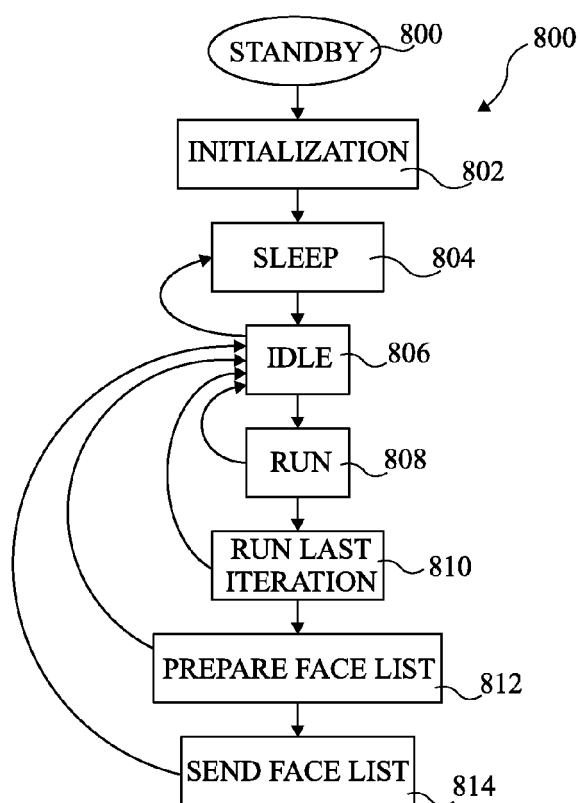 STANDBY
800
800
INITIALIZATION
802
SLEEP
804
IDLE
806
RUN
808
RUN LAST
ITERATION
810
PREPARE FACE LIST
812
SEND FACE LIST
814